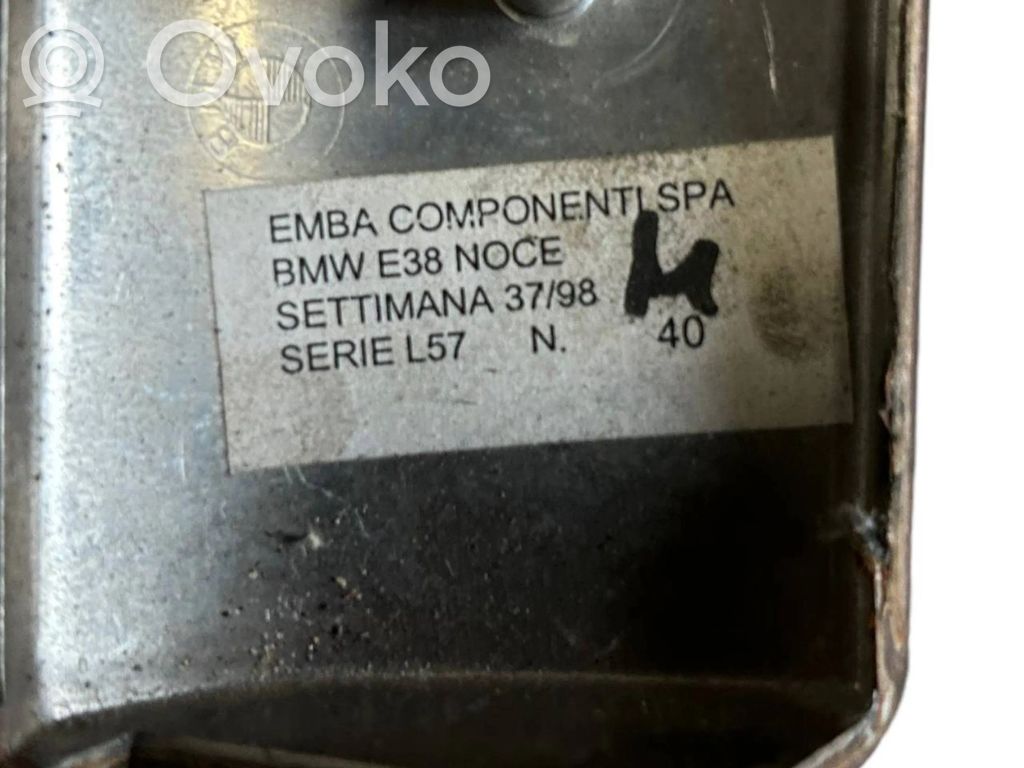 Ovoko
EMBA COMPONENTI SPA
BMW E38 NOCE
SETTIMANA 37/98
SERIE L57 N. 40